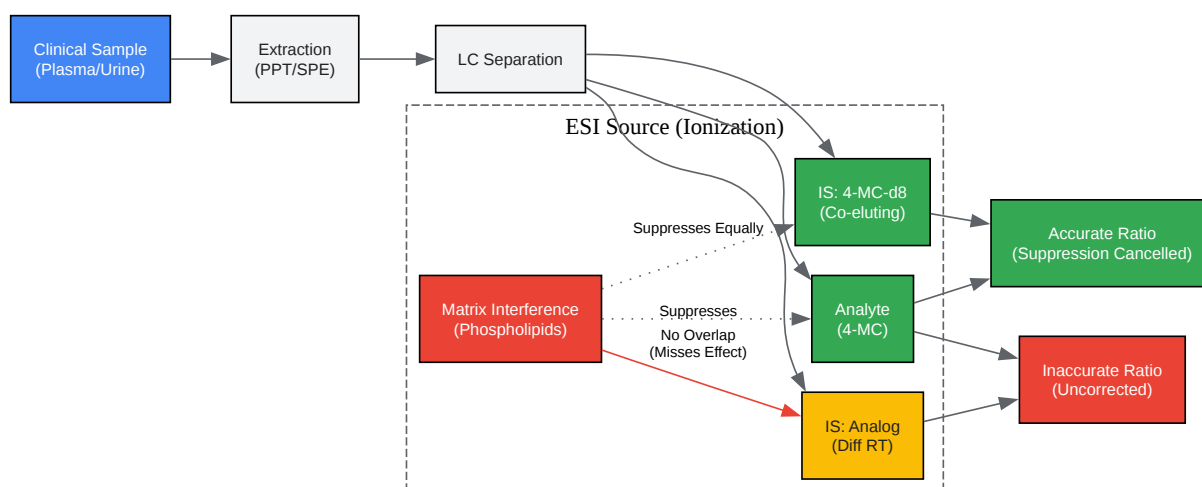 Clinical Sample
(Plasma/Urine)
Extraction
(PPT/SPE)
LC Separation
ESI Source (Ionization)
IS: 4-MC-d8
(Co-eluting)
Suppresses Equally
Accurate Ratio
(Suppression Cancelled)
Matrix Interference
(Phospholipids)
Suppresses
No Overlap
(Misses Effect)
Analyte
(4-MC)
Inaccurate Ratio
(Uncorrected)
IS: Analog
(Diff RT)